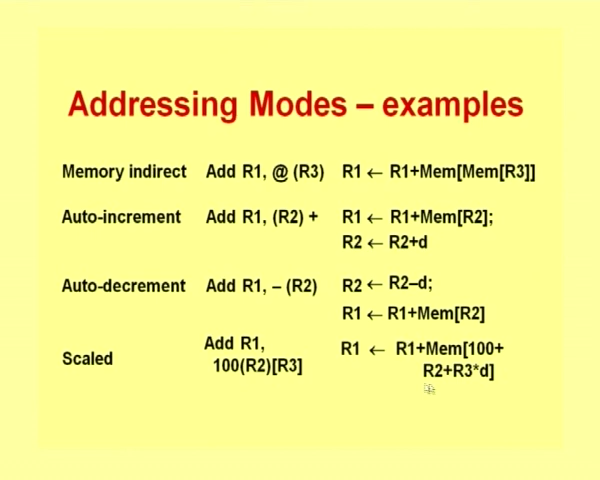 Addressing Modes – examples
Memory indirect Add R1, @ (R3) R1 ← R1+Mem[Mem[R3]]
Auto-increment Add R1, (R2) + R1 ← R1+Mem[R2];
R2 ← R2+d
Auto-decrement Add R1, – (R2) R2 ← R2–d;
R1 ← R1+Mem[R2]
Scaled Add R1, R1 ← R1+Mem[100+
100(R2)[R3] R2+R3*d]